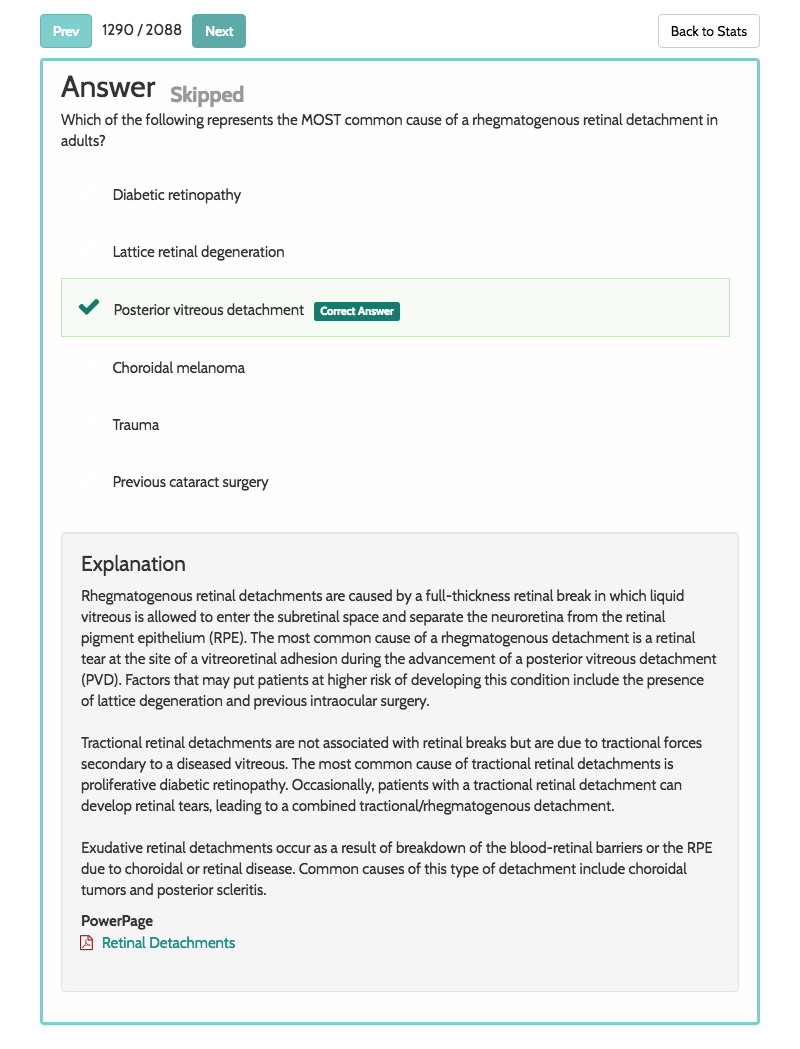 Prev 1290 / 2088 Next Back to Stats
Answer Skipped
Which of the following represents the MOST common cause of a rhegmatogenous retinal detachment in
adults?
Diabetic retinopathy
Lattice retinal degeneration
Posterior vitreous detachment Correct Answer
Choroidal melanoma
Trauma
Previous cataract surgery
Explanation
Rhegmatogenous retinal detachments are caused by a full-thickness retinal break in which liquid
vitreous is allowed to enter the subretinal space and separate the neuroretina from the retinal
pigment epithelium (RPE). The most common cause of a rhegmatogenous detachment is a retinal
tear at the site of a vitreoretinal adhesion during the advancement of a posterior vitreous detachment
(PVD). Factors that may put patients at higher risk of developing this condition include the presence
of lattice degeneration and previous intraocular surgery.
Tractional retinal detachments are not associated with retinal breaks but are due to tractional forces
secondary to a diseased vitreous. The most common cause of tractional retinal detachments is
proliferative diabetic retinopathy. Occasionally, patients with a tractional retinal detachment can
develop retinal tears, leading to a combined tractional/rhegmatogenous detachment.
Exudative retinal detachments occur as a result of breakdown of the blood-retinal barriers or the RPE
due to choroidal or retinal disease. Common causes of this type of detachment include choroidal
tumors and posterior scleritis.
PowerPage
Retinal Detachments